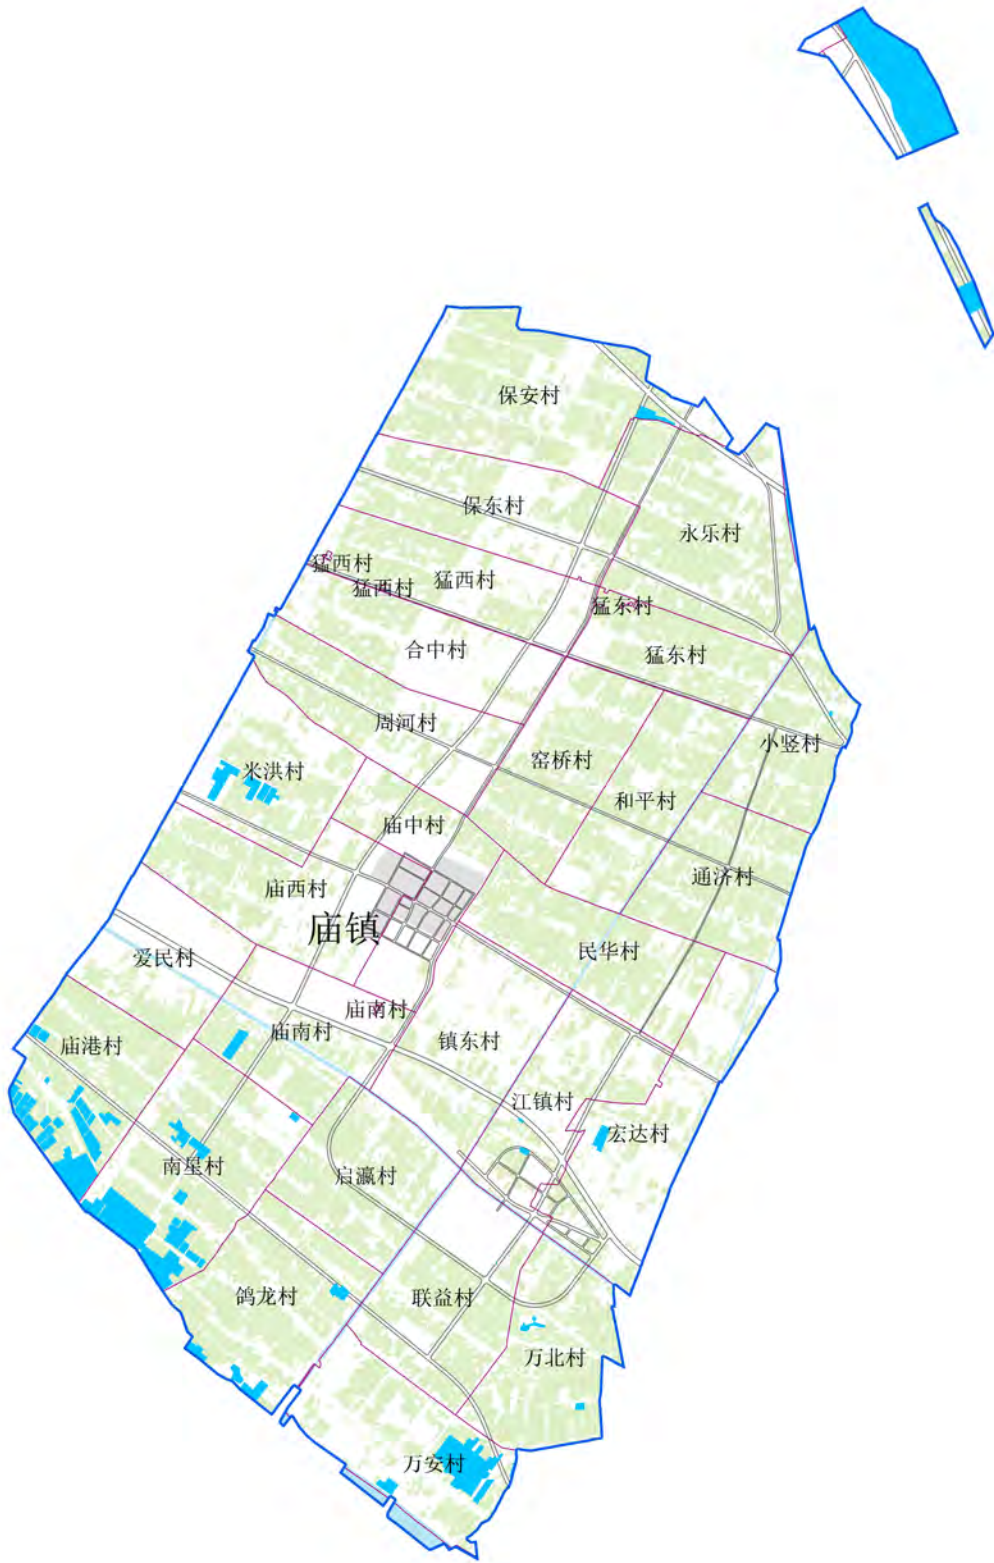 保安村
保东村
永乐村
猛西村
猛西村
猛西村
猛东村
合中村
猛东村
周河村
小竖村
窑桥村
米洪村
和平村
庙中村
通济村
庙西村
庙镇
民华村
爱民村
庙南村
庙南村
镇东村
庙港村
江镇村
宏达村
南星村
启瀛村
鸽龙村
联益村
万北村
万安村